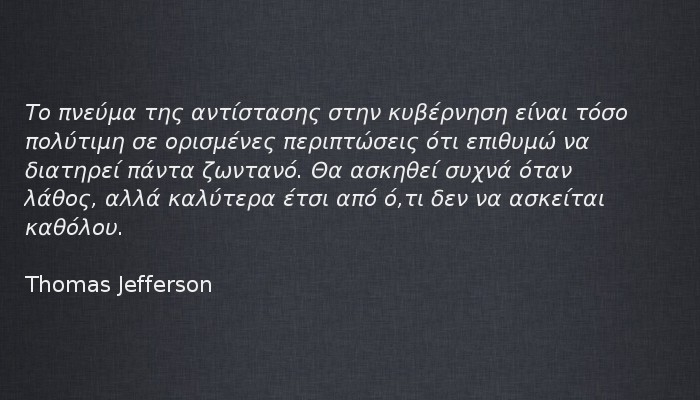 Το πνεύμα της αντίστασης στην κυβέρνηση είναι τόσο
πολύτιμη σε ορισμένες περιπτώσεις ότι επιθυμώ να
διατηρεί πάντα ζωντανό. Θα ασκηθεί συχνά όταν
λάθος, αλλά καλύτερα έτσι από ό,τι δεν να ασκείται
καθόλου.
Thomas Jefferson